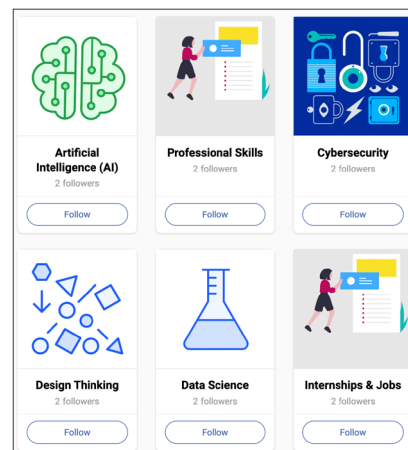 Artificial
Intelligence (AI)
2 followers
Follow
Professional Skills
2 followers
Follow
Cybersecurity
2 followers
Follow
Design Thinking
2 followers
Follow
Data Science
2 followers
Follow
Internships & Jobs
2 followers
Follow